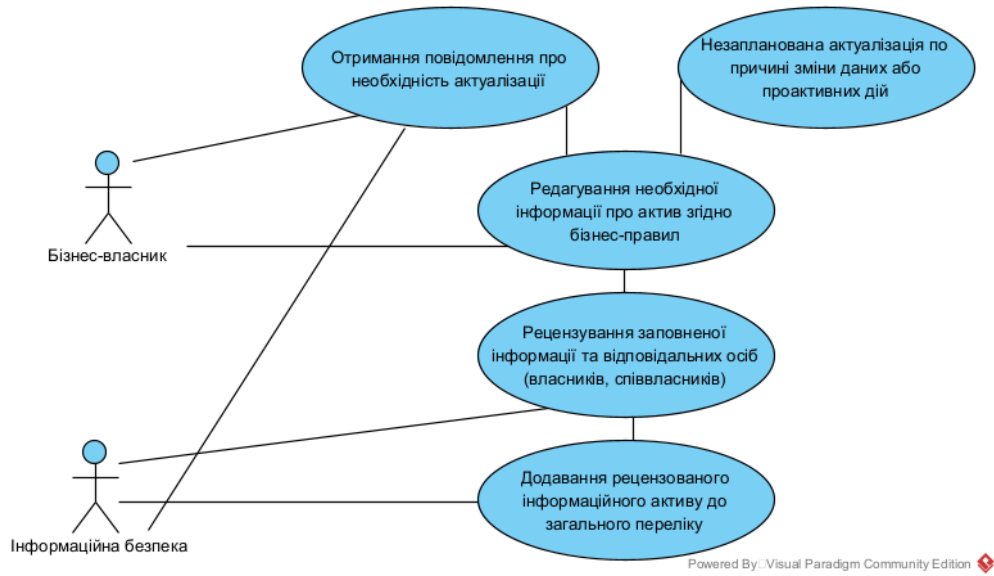 Отримання повідомлення про
необхідність актуалізації
Незапланована актуалізація по
причині зміни даних або
проактивних дій
Бізнес-власник
Редагування необхідної
інформації про актив згідно
бізнес-правил
Рецензування заповненої
інформації та відповідальних осіб
(власників, співвласників)
Інформаційна безпека
Додавання рецензованого
інформаційного активу до
загального переліку
Powered By Visual Paradigm Community Edition